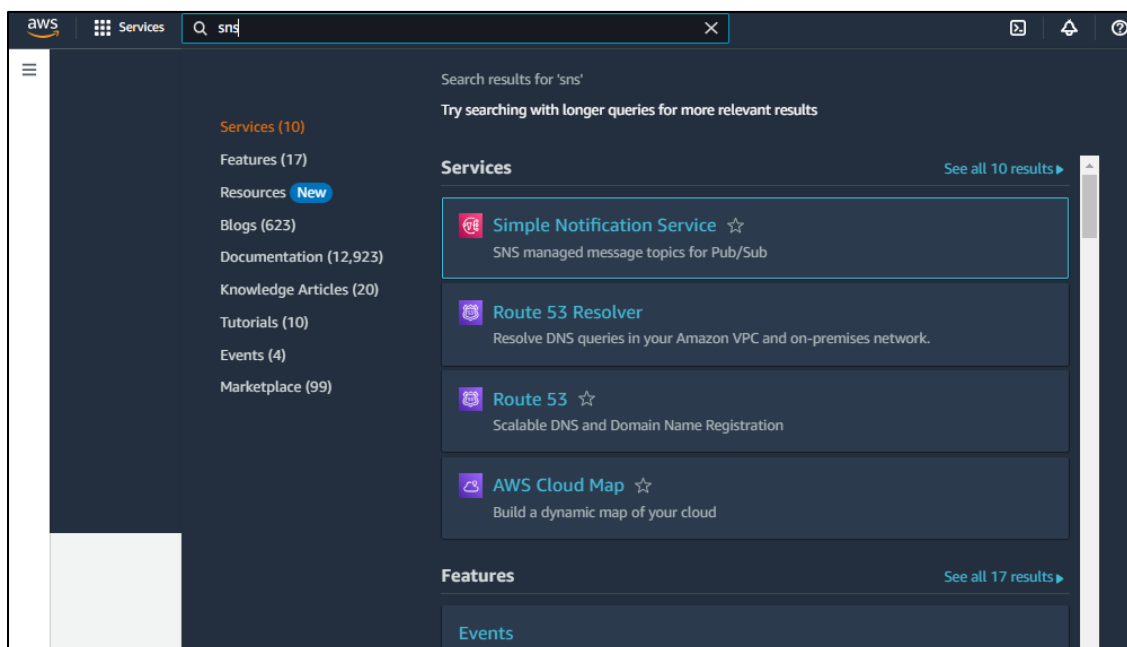 aws
Services
sns
Search results for 'sns'
Try searching with longer queries for more relevant results
Services (10)
Features (17)
Resources New
Blogs (623)
Documentation (12,923)
Knowledge Articles (20)
Tutorials (10)
Events (4)
Marketplace (99)
Services
See all 10 results
Simple Notification Service
SNS managed message topics for Pub/Sub
Route 53 Resolver
Resolve DNS queries in your Amazon VPC and on-premises network.
Route 53
Scalable DNS and Domain Name Registration
AWS Cloud Map
Build a dynamic map of your cloud
Features
See all 17 results
Events